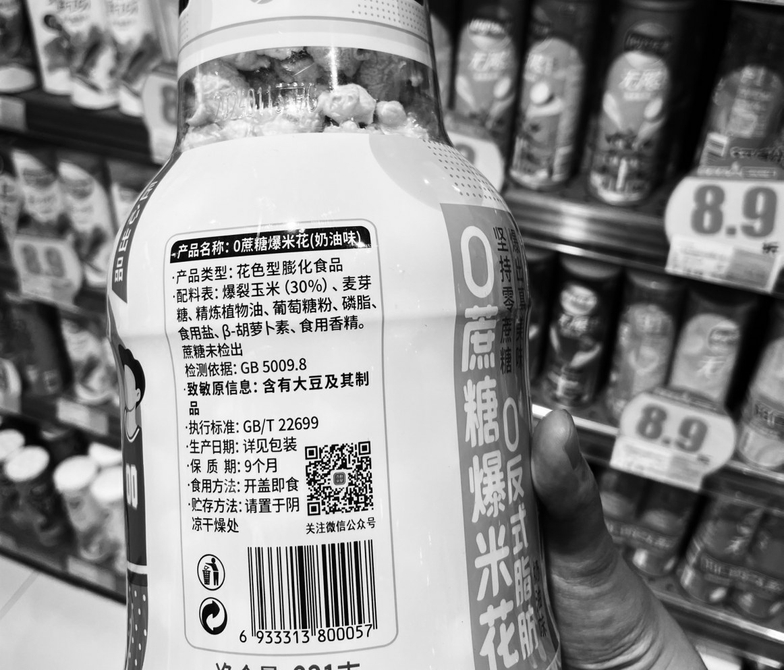 产品名称: 0蔗糖爆米花(奶油味)
·产品类型: 花色型膨化食品
·配料表: 爆裂玉米(30%)、麦芽
糖、精炼植物油、葡萄糖粉、磷脂、
食用盐、β-胡萝卜素、食用香精。
蔗糖未检出
检测依据: GB 5009.8
·致敏原信息: 含有大豆及其制
品
·执行标准: GB/T 22699
·生产日期: 详见包装
·保 质 期: 9个月
·食用方法: 开盖即食
·贮存方法: 请置于阴
凉干燥处
关注微信公众号
6 933313 800057
0蔗糖爆米花
坚持零蔗糖
0反式脂肪
8.9
8.9